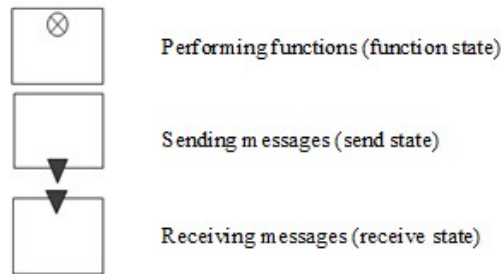 Performing functions (function state)
Sending messages (send state)
Receiving messages (receive state)